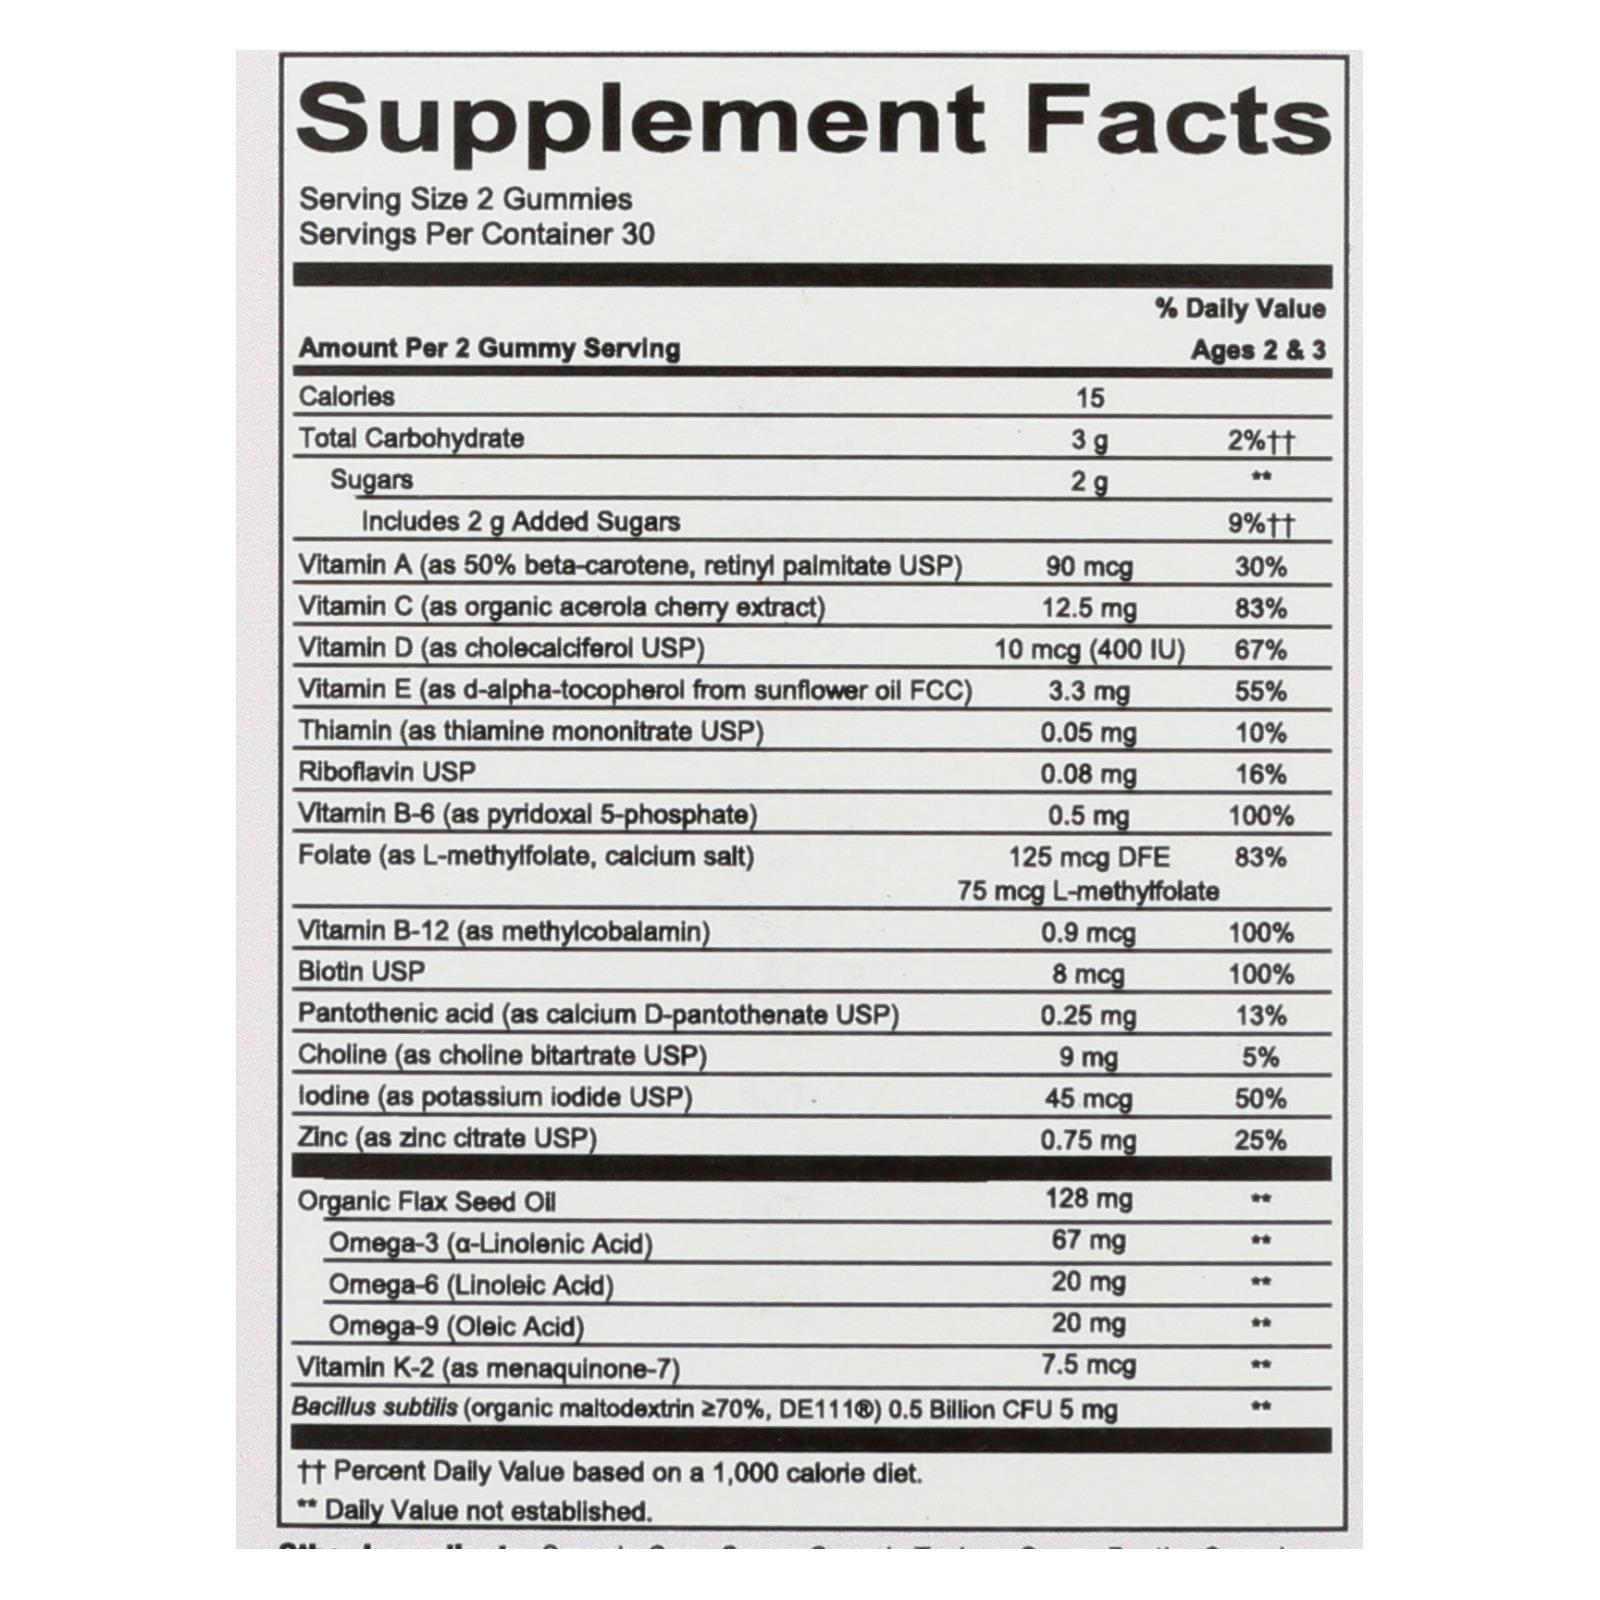 Supplement Facts
Serving Size 2 Gummies
Servings Per Container 30
% Daily Value
Amount Per 2 Gummy Serving Ages 2 & 3
Calories 15
Total Carbohydrate 3 g 2%††
Sugars 2 g **
Includes 2 g Added Sugars 9%††
Vitamin A (as 50% beta-carotene, retinyl palmitate USP) 90 mcg 30%
Vitamin C (as organic acerola cherry extract) 12.5 mg 83%
Vitamin D (as cholecalciferol USP) 10 mcg (400 IU) 67%
Vitamin E (as d-alpha-tocopherol from sunflower oil FCC) 3.3 mg 55%
Thiamin (as thiamine mononitrate USP) 0.05 mg 10%
Riboflavin USP 0.08 mg 16%
Vitamin B-6 (as pyridoxal 5-phosphate) 0.5 mg 100%
Folate (as L-methylfolate, calcium salt) 125 mcg DFE 83%
75 mcg L-methylfolate
Vitamin B-12 (as methylcobalamin) 0.9 mcg 100%
Biotin USP 8 mcg 100%
Pantothenic acid (as calcium D-pantothenate USP) 0.25 mg 13%
Choline (as choline bitartrate USP) 9 mg 5%
Iodine (as potassium iodide USP) 45 mcg 50%
Zinc (as zinc citrate USP) 0.75 mg 25%
Organic Flax Seed Oil 128 mg **
Omega-3 (α-Linolenic Acid) 67 mg **
Omega-6 (Linoleic Acid) 20 mg **
Omega-9 (Oleic Acid) 20 mg **
Vitamin K-2 (as menaquinone-7) 7.5 mcg **
Bacillus subtilis (organic maltodextrin ≥70%, DE111®) 0.5 Billion CFU 5 mg **
†† Percent Daily Value based on a 1,000 calorie diet.
** Daily Value not established.